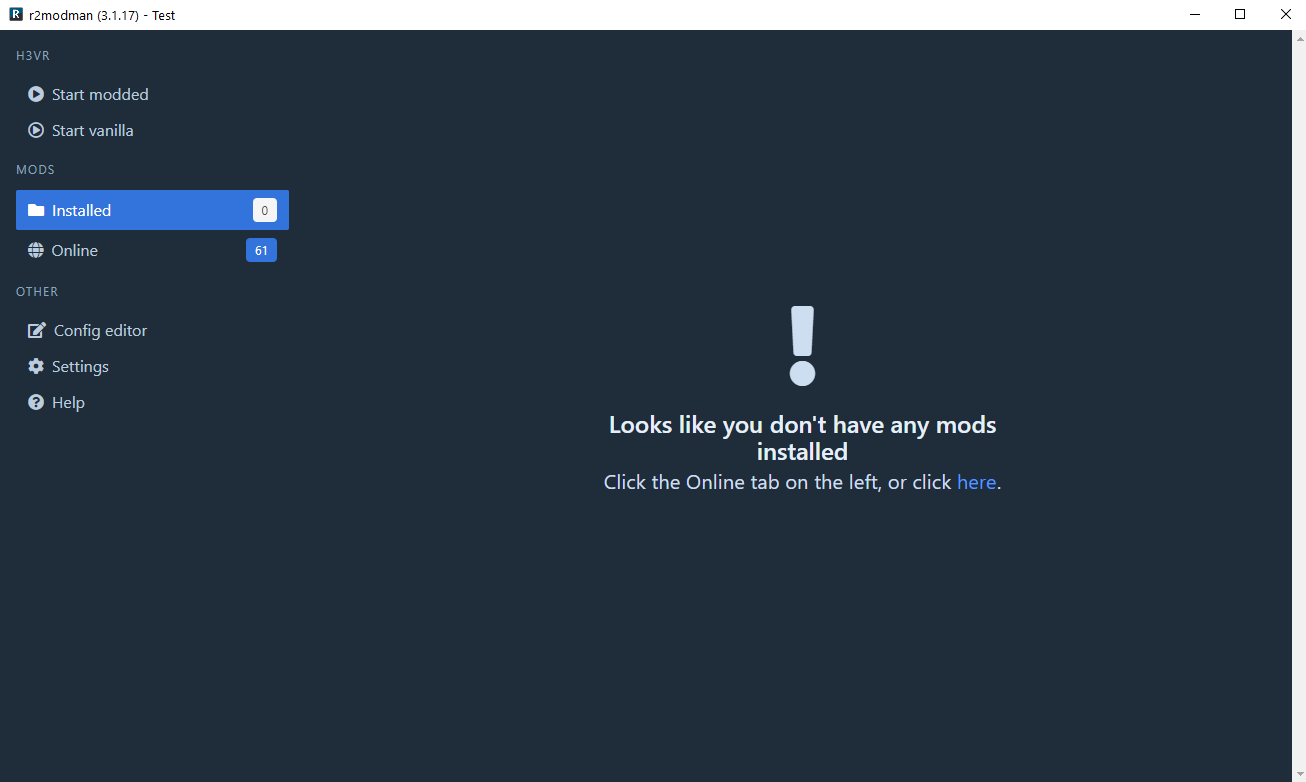 R r2modman (3.1.17) - Test
H3VR
Start modded
Start vanilla
MODS
Installed 0
Online 61
OTHER
Config editor
Settings
? Help
Looks like you don't have any mods
installed
Click the Online tab on the left, or click here.